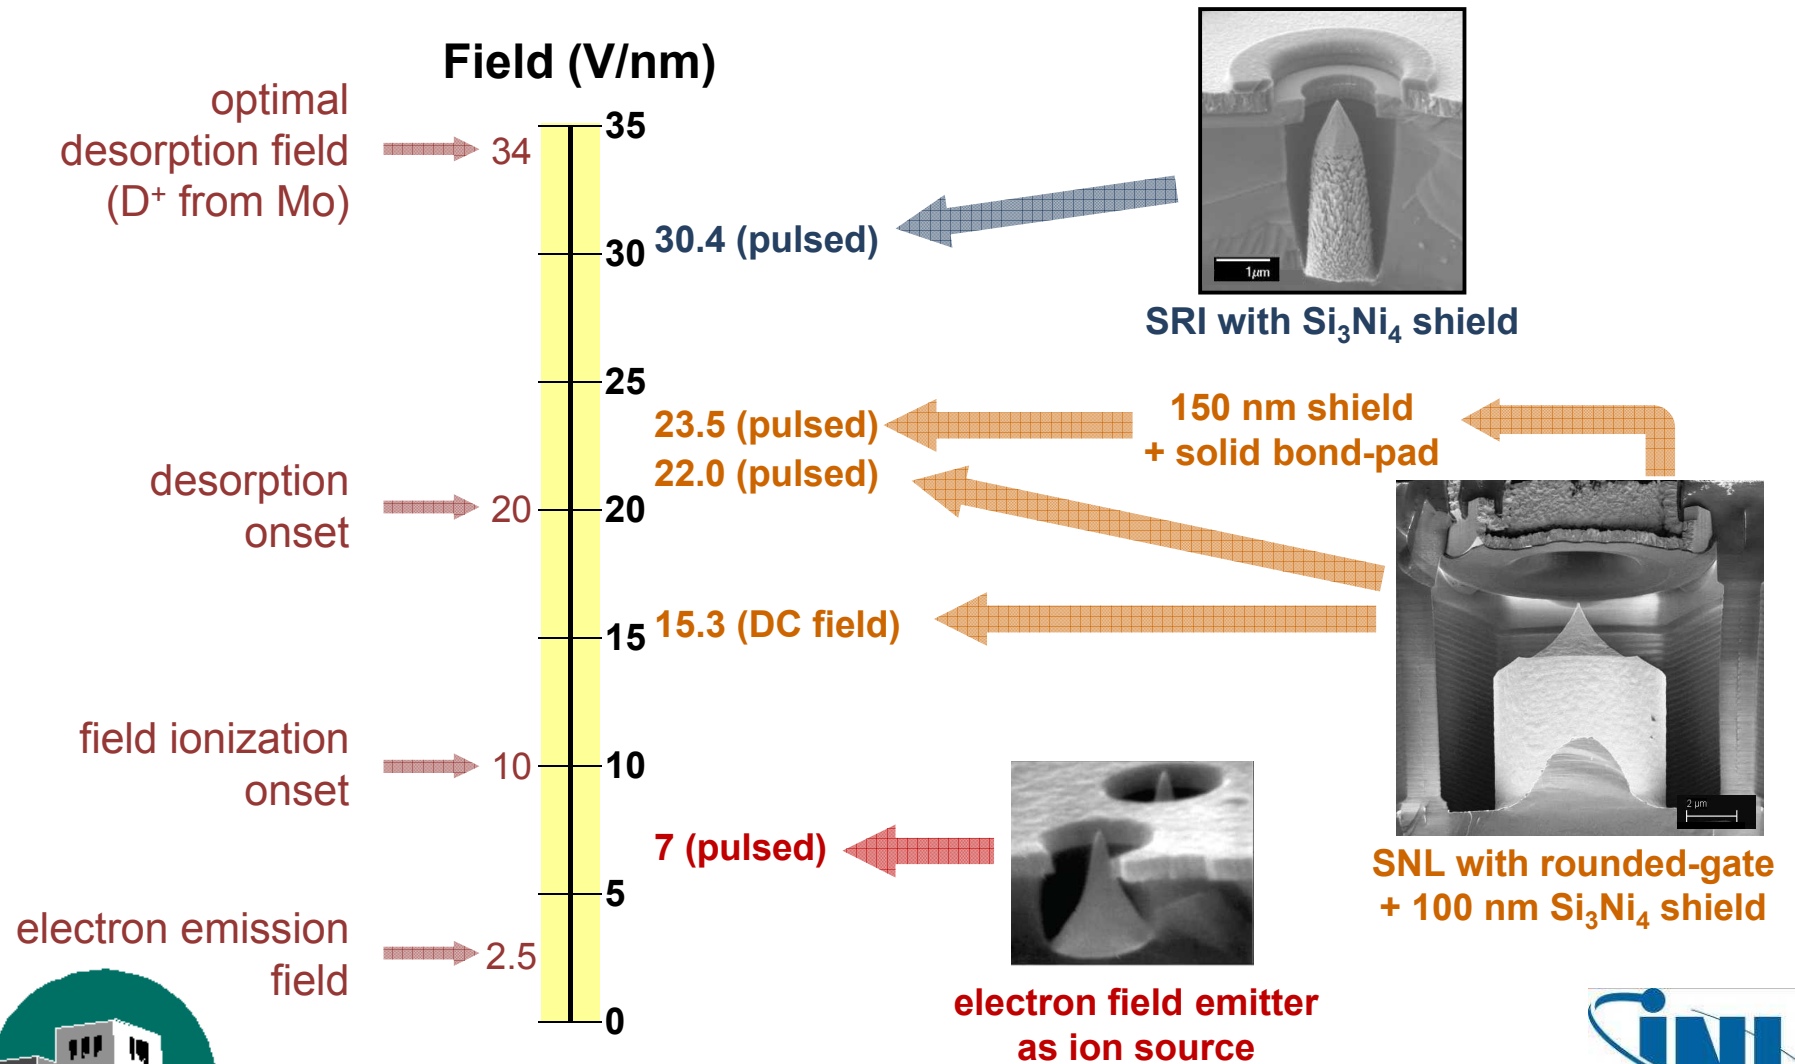 Field (V/nm)
optimal
desorption field
(D⁺ from Mo)
34
35
30.4 (pulsed)
30
1μm
SRI with Si₃Ni₄ shield
25
23.5 (pulsed)
150 nm shield
+ solid bond-pad
22.0 (pulsed)
desorption
onset
20
20
15.3 (DC field)
15
2 μm
SNL with rounded-gate
+ 100 nm Si₃Ni₄ shield
field ionization
onset
10
10
7 (pulsed)
5
electron emission
field
2.5
0
electron field emitter
as ion source
INL